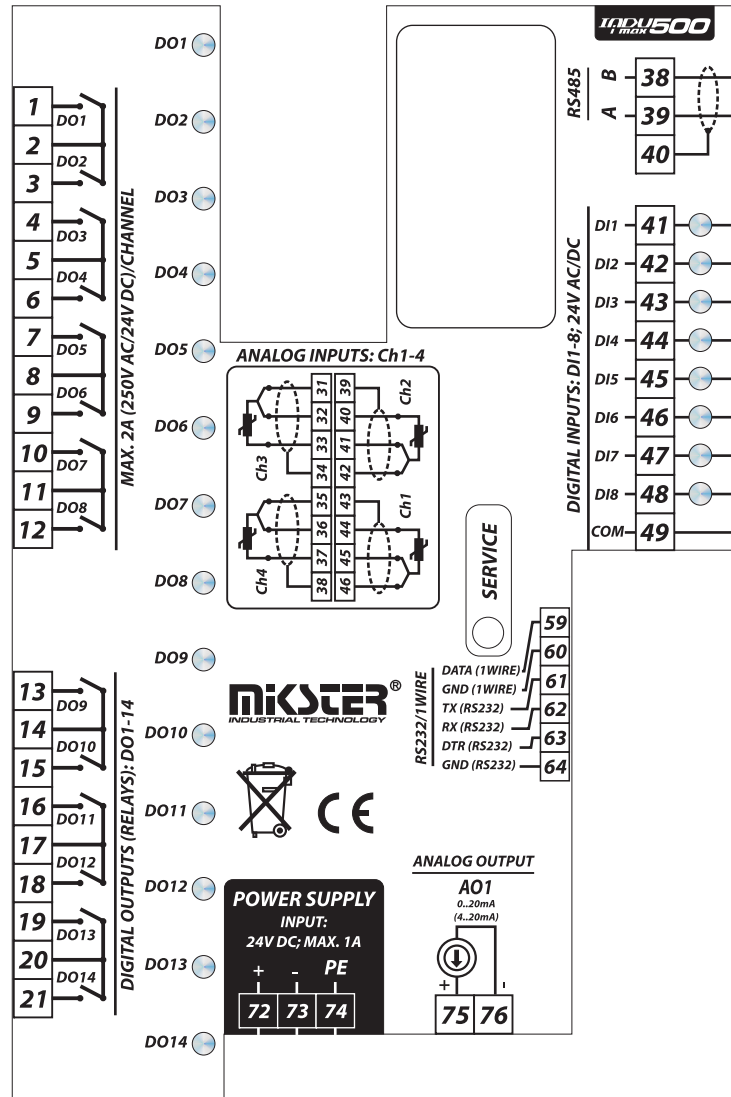 INDU iMAX 500
DO1
DO2
DO3
DO4
DO5
DO6
DO7
DO8
DO9
DO10
DO11
DO12
DO13
DO14
1
DO1
2
DO2
3
4
DO3
5
DO4
6
7
DO5
8
DO6
9
10
DO7
11
DO8
12
MAX. 2A (250V AC/24V DC)/CHANNEL
13
DO9
14
DO10
15
16
DO11
17
DO12
18
19
DO13
20
DO14
21
DIGITAL OUTPUTS (RELAYS): DO1-14
RS485
B 38
A 39
40
DIGITAL INPUTS: DI1-8; 24V AC/DC
DI1 41
DI2 42
DI3 43
DI4 44
DI5 45
DI6 46
DI7 47
DI8 48
COM 49
ANALOG INPUTS: Ch1-4
31 39
32 40
33 41
34 42
35 43
36 44
37 45
38 46
Ch2
Ch3
Ch1
Ch4
SERVICE
RS232/1WIRE
DATA (1WIRE) 59
GND (1WIRE) 60
TX (RS232) 61
RX (RS232) 62
DTR (RS232) 63
GND (RS232) 64
MIKSTER®
INDUSTRIAL TECHNOLOGY
CE
POWER SUPPLY
INPUT:
24V DC; MAX. 1A
+ - PE
72 73 74
ANALOG OUTPUT
AO1
0..20mA
(4..20mA)
+ -
75 76